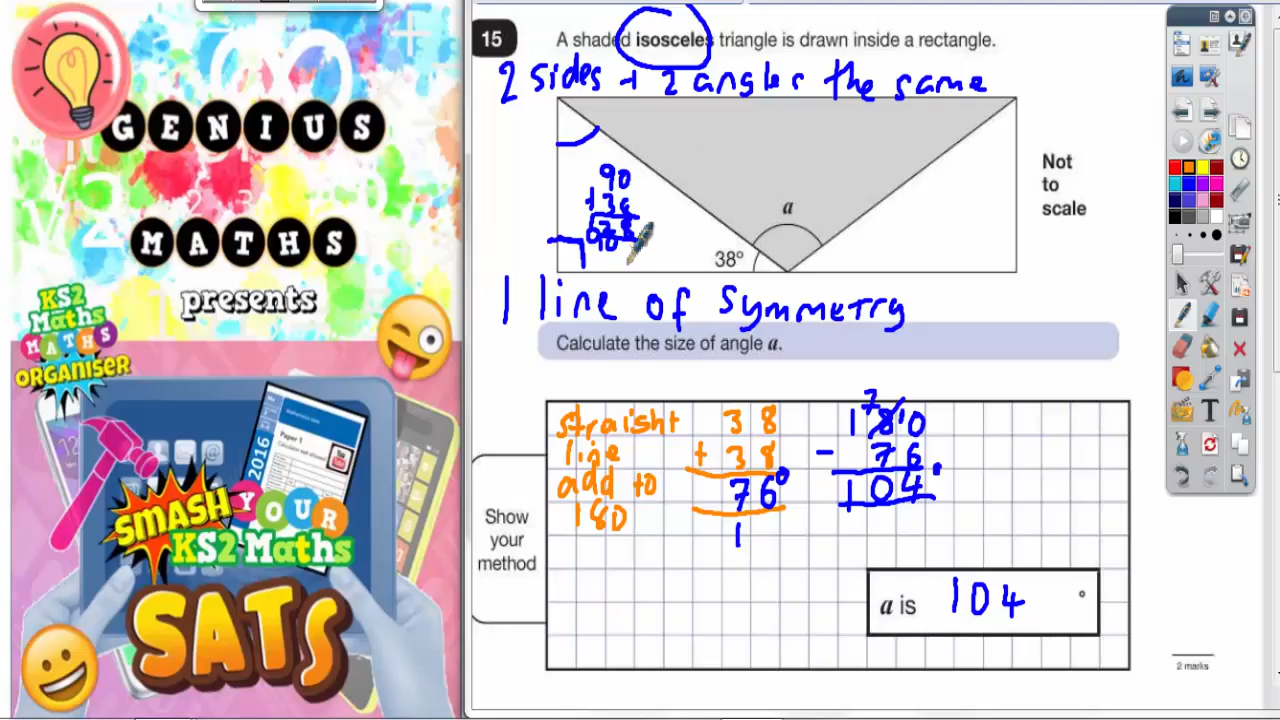 GENIUS
MATHS
presents
KS2
Maths
MATHS
ORGANISER
2016
Paper 1
You
Tube
SMASH YOUR
KS2 Maths
SATS
15 A shaded isosceles triangle is drawn inside a rectangle.
2 sides + 2 angles the same
90
38°
a
Not
to
scale
1 line of symmetry
Calculate the size of angle a.
straight
line
add to
180
38
+ 38
76°
1
180
- 76
104
Show
your
method
a is 104 °
2 marks